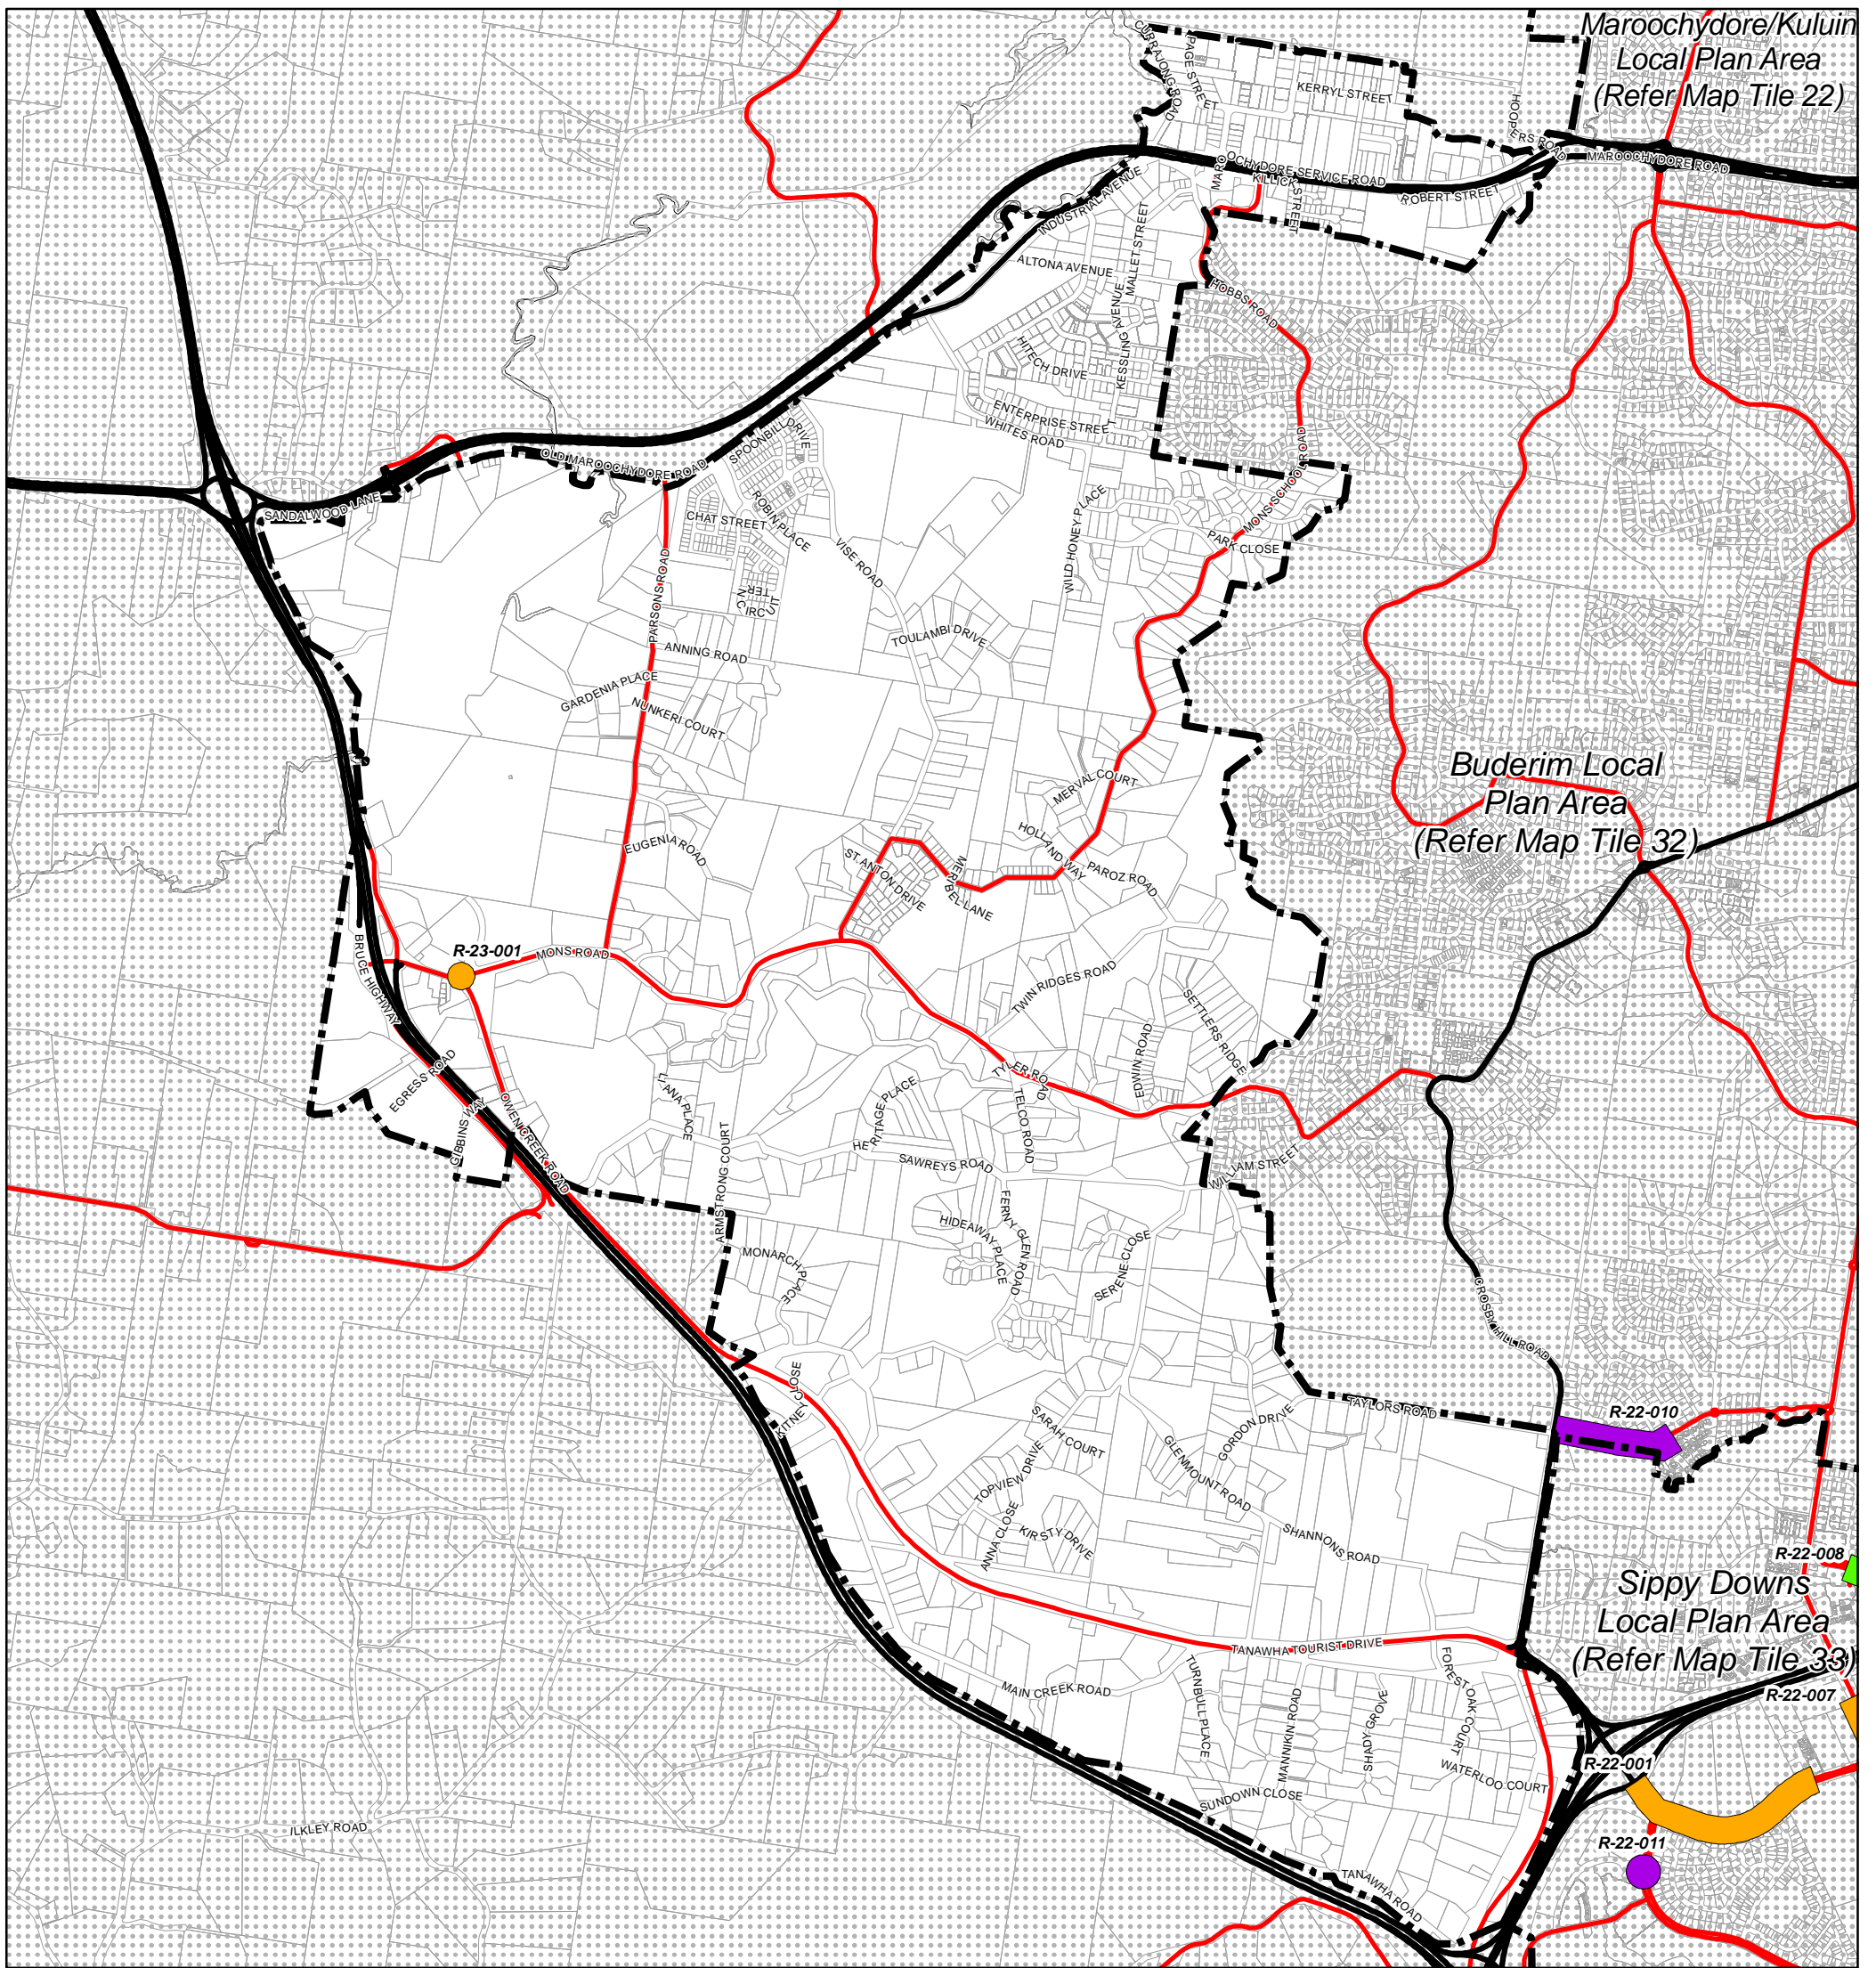 Maroochydore/Kuluin
Local Plan Area
(Refer Map Tile 22)
CURRAJONG ROAD
PAGE STREET
KERRYL STREET
HOOPERS ROAD
MAROOCHYDORE ROAD
MAROOCHYDORE SERVICE ROAD
KILLICK STREET
ROBERT STREET
INDUSTRIAL AVENUE
MALLET STREET
ALTONA AVENUE
HOBBS ROAD
KESSLING AVENUE
HITECH DRIVE
ENTERPRISE STREET
WHITES ROAD
SPOONBILL DRIVE
OLD MAROOCHYDORE ROAD
SANDALWOOD LANE
MONS SCHOOL ROAD
ROBIN PLACE
CHAT STREET
WILD HONEY PLACE
PARK CLOSE
VISE ROAD
PARSONS ROAD
TERN CIRCUIT
TOULAMBI DRIVE
ANNING ROAD
GARDENIA PLACE
NUNKERI COURT
Buderim Local
Plan Area
(Refer Map Tile 32)
MERVAL COURT
HOLLAND WAY
EUGENIA ROAD
STANTON DRIVE
MERIBEL LANE
PAROZ ROAD
R-23-001
MONS ROAD
BRUCE HIGHWAY
TWIN RIDGES ROAD
SETTLERS RIDGE
EDWIN ROAD
TYLER ROAD
EGRESS ROAD
GIBBINS WAY
OWEN CREEK ROAD
LLANA PLACE
HERITAGE PLACE
TELCO ROAD
ARMSTRONG COURT
SAWREYS ROAD
WILLIAM STREET
FERNY GLEN ROAD
HIDEAWAY PLACE
SERENE CLOSE
MONARCH PLACE
CROSBY HILL ROAD
KITNEY CLOSE
TAYLORS ROAD
R-22-010
SARAH COURT
GORDON DRIVE
GLENMOUNT ROAD
TOPVIEW DRIVE
ANNA CLOSE
KIRSTY DRIVE
SHANNONS ROAD
R-22-008
Sippy Downs
Local Plan Area
(Refer Map Tile 33)
TANAWHA TOURIST DRIVE
MAIN CREEK ROAD
TURNBULL PLACE
MANNIKIN ROAD
SHADY GROVE
FOREST OAK COURT
R-22-007
R-22-001
WATERLOO COURT
SUNDOWN CLOSE
ILKLEY ROAD
R-22-011
TANAWHA ROAD